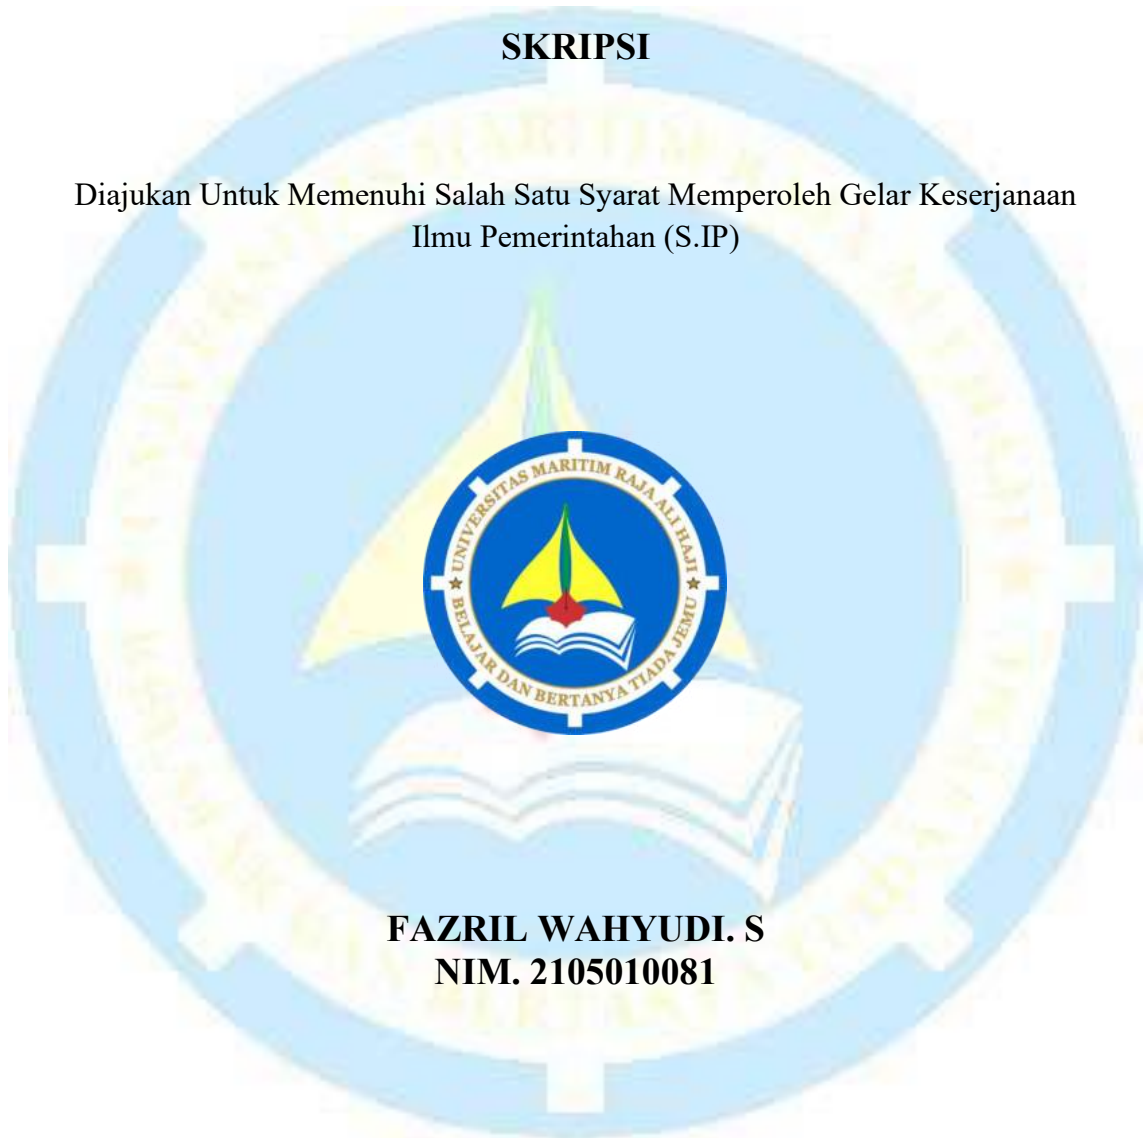 SKRIPSI
Diajukan Untuk Memenuhi Salah Satu Syarat Memperoleh Gelar Keserjanaan
Ilmu Pemerintahan (S.IP)
UNIVERSITAS MARITIM RAJA ALI HAJI
BELAJAR DAN BERTANYA TIADA JEMU
FAZRIL WAHYUDI. S
NIM. 2105010081